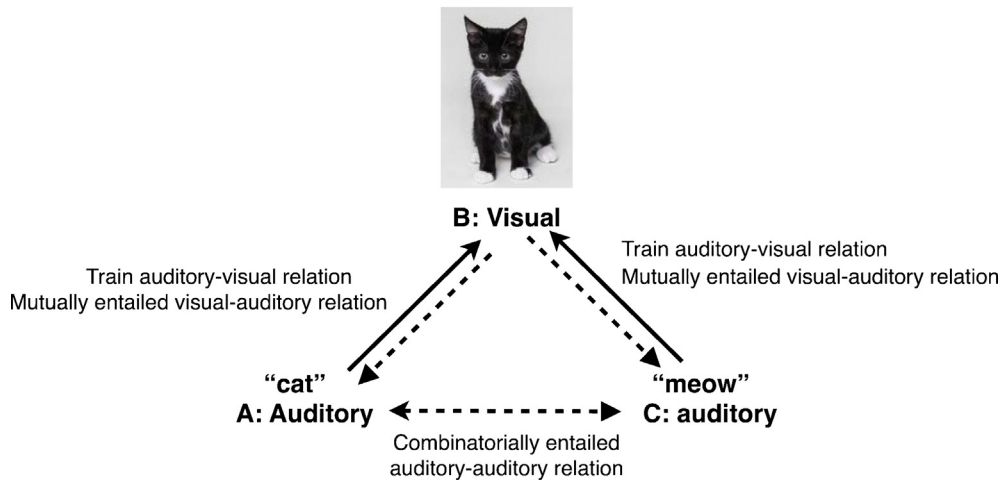 B: Visual
Train auditory-visual relation
Mutually entailed visual-auditory relation
Train auditory-visual relation
Mutually entailed visual-auditory relation
“cat”
A: Auditory
“meow”
C: auditory
Combinatorially entailed
auditory-auditory relation